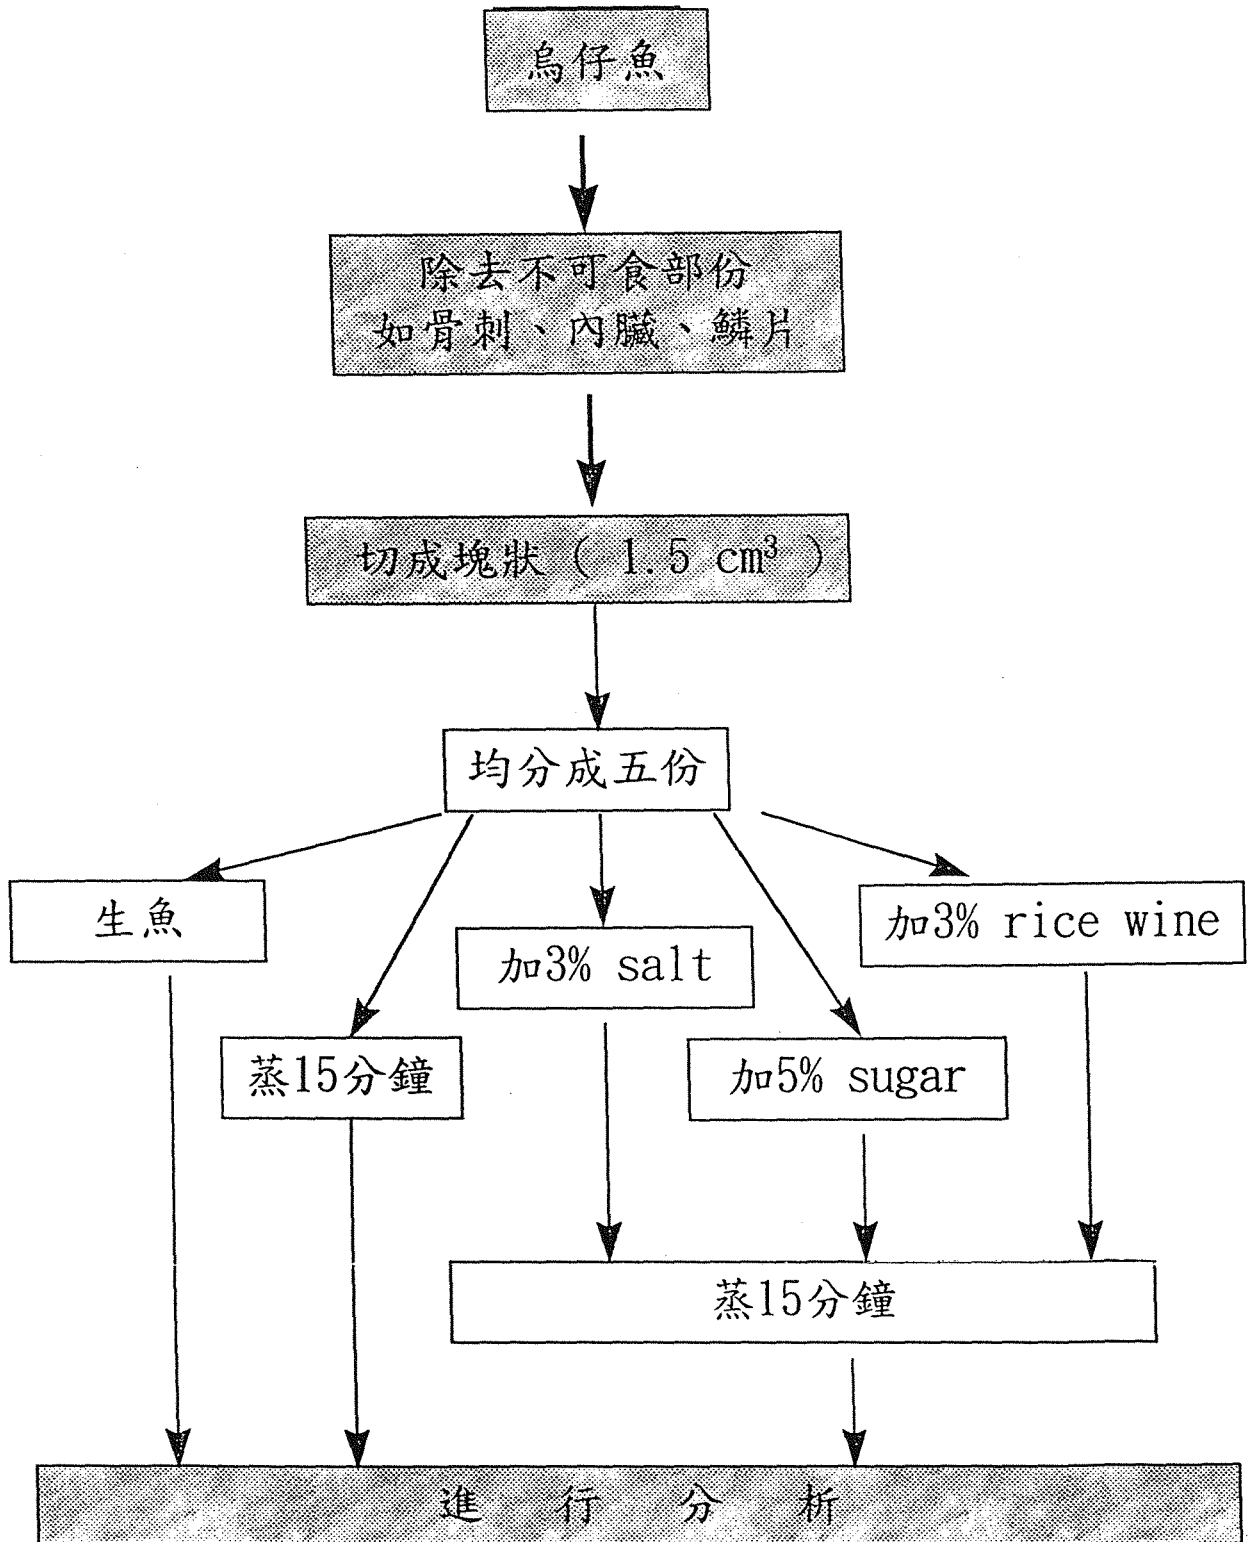 烏仔魚
除去不可食部份
如骨刺、內臟、鱗片
切成塊狀 ( 1.5 cm³ )
均分成五份
生魚
加3% salt
加3% rice wine
蒸15分鐘
加5% sugar
蒸15分鐘
進行分析